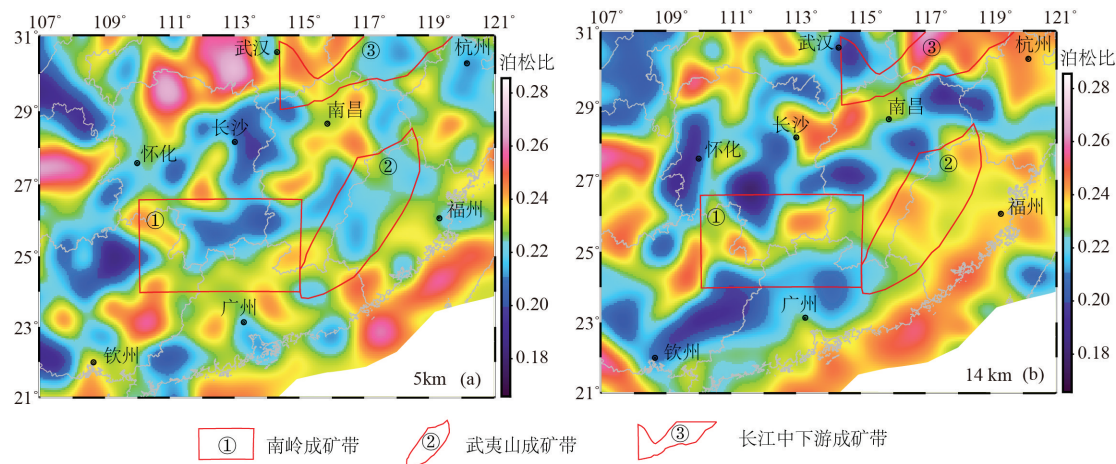 107° 109° 111° 113° 115° 117° 119° 121°
31°
29°
27°
25°
23°
21°
武汉
③
杭州
南昌
长沙
怀化
②
①
福州
广州
钦州
5km (a)
泊松比
0.28
0.26
0.24
0.22
0.20
0.18
107° 109° 111° 113° 115° 117° 119° 121°
31°
29°
27°
25°
23°
21°
武汉
③
杭州
南昌
长沙
怀化
②
①
福州
广州
钦州
14 km (b)
泊松比
0.28
0.26
0.24
0.22
0.20
0.18
① 南岭成矿带 ② 武夷山成矿带 ③ 长江中下游成矿带